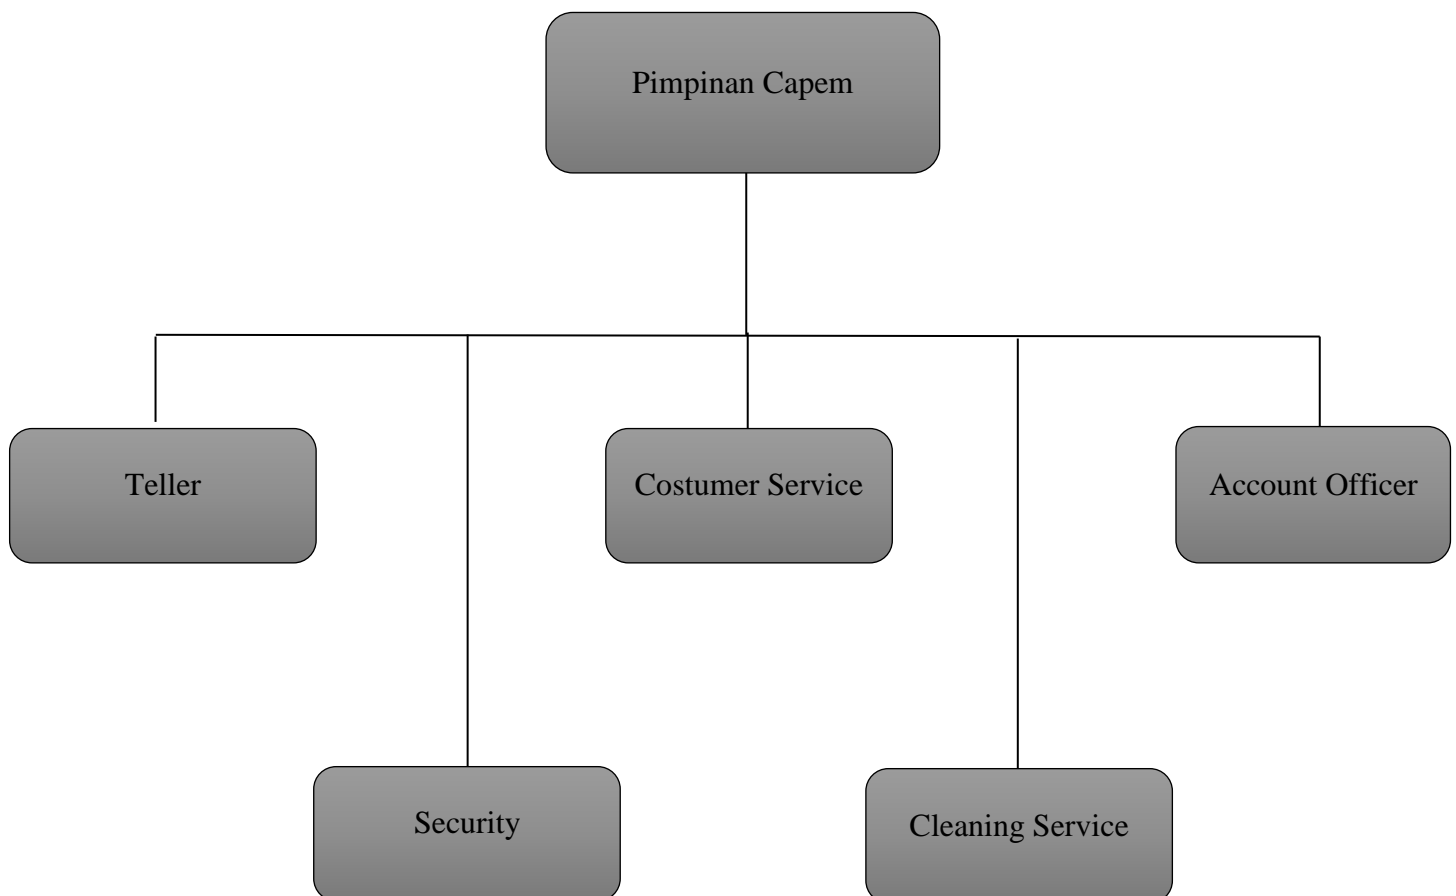 Pimpinan Capem
Teller
Costumer Service
Account Officer
Security
Cleaning Service